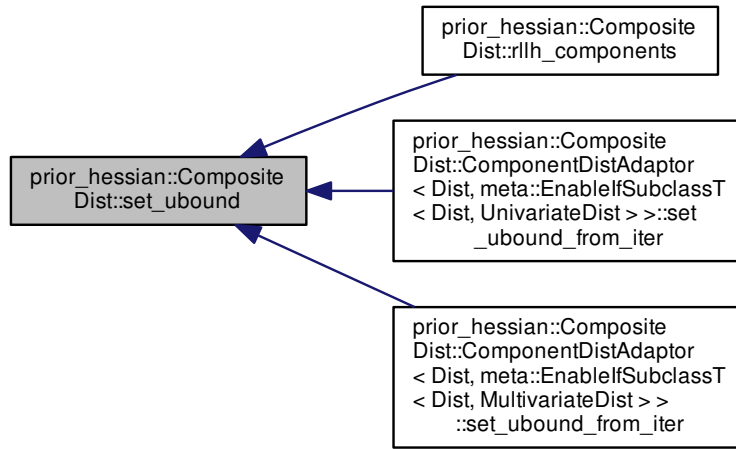 prior_hessian::Composite
Dist::rllh_components
prior_hessian::Composite
Dist::set_ubound
prior_hessian::Composite
Dist::ComponentDistAdaptor
< Dist, meta::EnableIfSubclassT
< Dist, UnivariateDist > >::set
_ubound_from_iter
prior_hessian::Composite
Dist::ComponentDistAdaptor
< Dist, meta::EnableIfSubclassT
< Dist, MultivariateDist > >
::set_ubound_from_iter